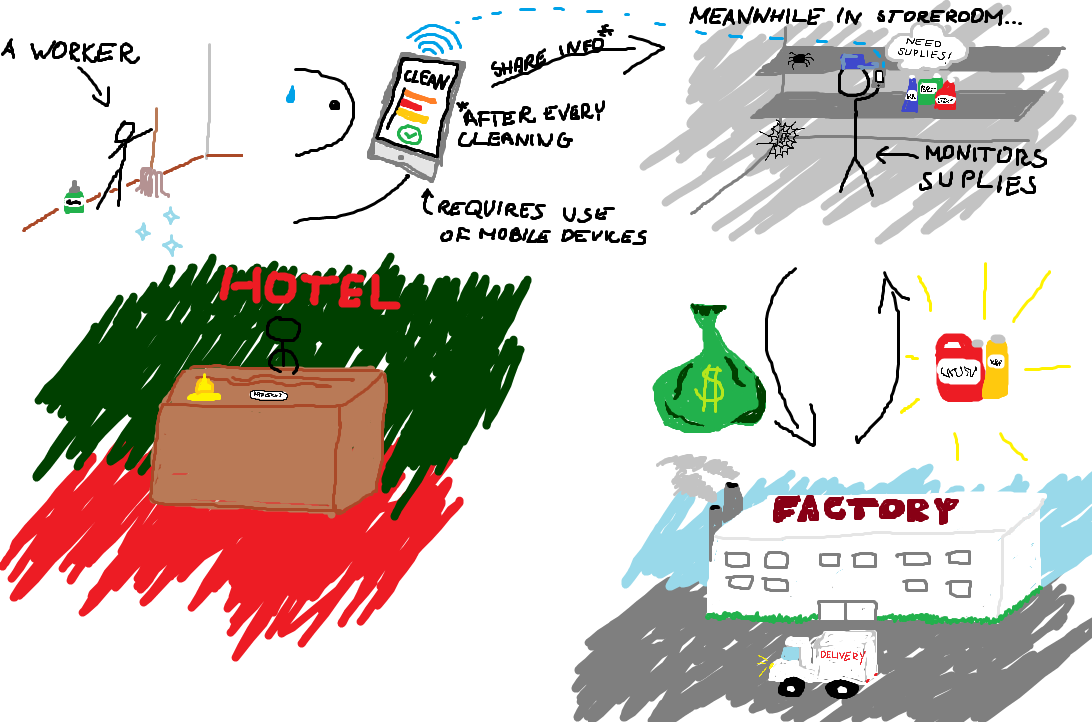 A WORKER
CLEAN
SHARE INFO*
*AFTER EVERY
CLEANING
REQUIRES USE
OF MOBILE DEVICES
MEANWHILE IN STOREROOM...
NEED
SUPLIES!
MONITORS
SUPLIES
HOTEL
$
FACTORY
DELIVERY